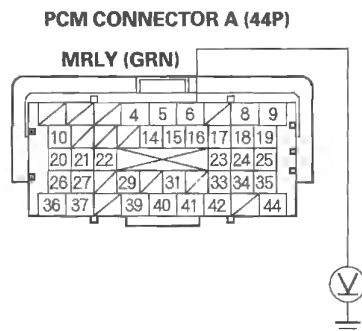 PCM CONNECTOR A (44P)
MRLY (GRN)
4 5 6 8 9
10 14 15 16 17 18 19
20 21 22 23 24 25
26 27 29 31 33 34 35
36 37 39 40 41 42 44
V